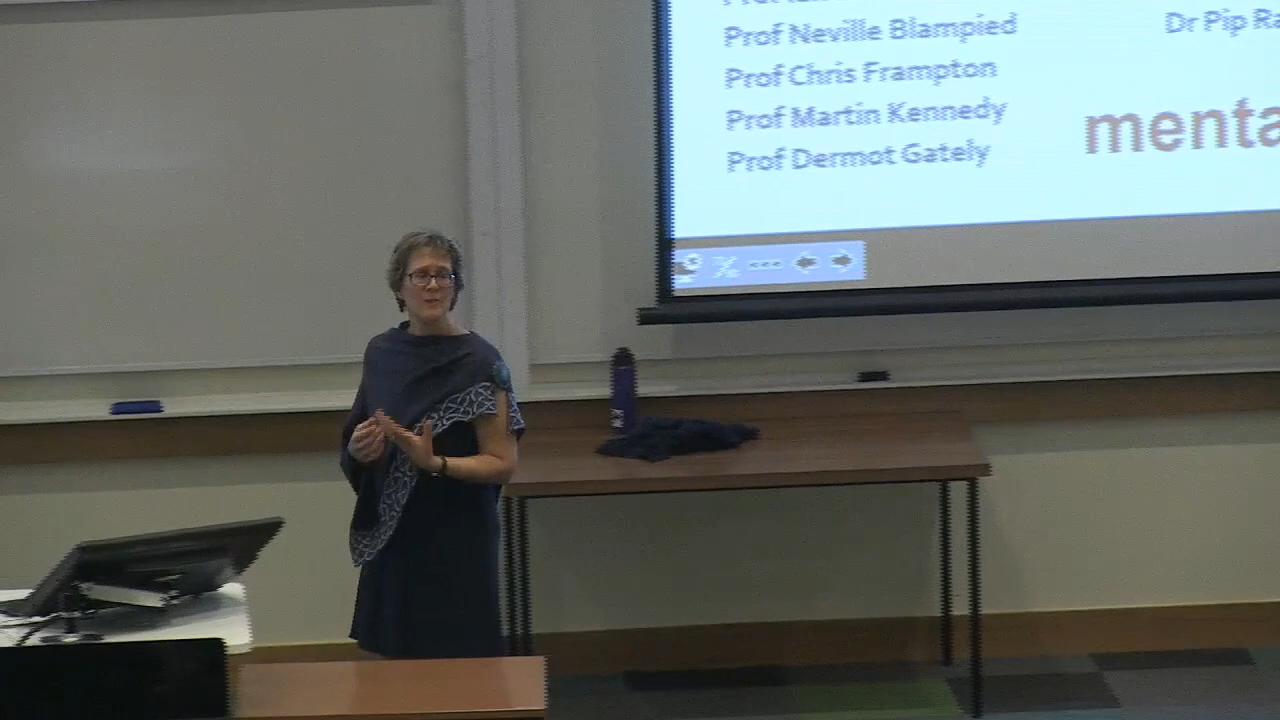 Prof Neville Blampied
Dr Pip
Prof Chris Frampton
Prof Martin Kennedy
menta
Prof Dermot Gately